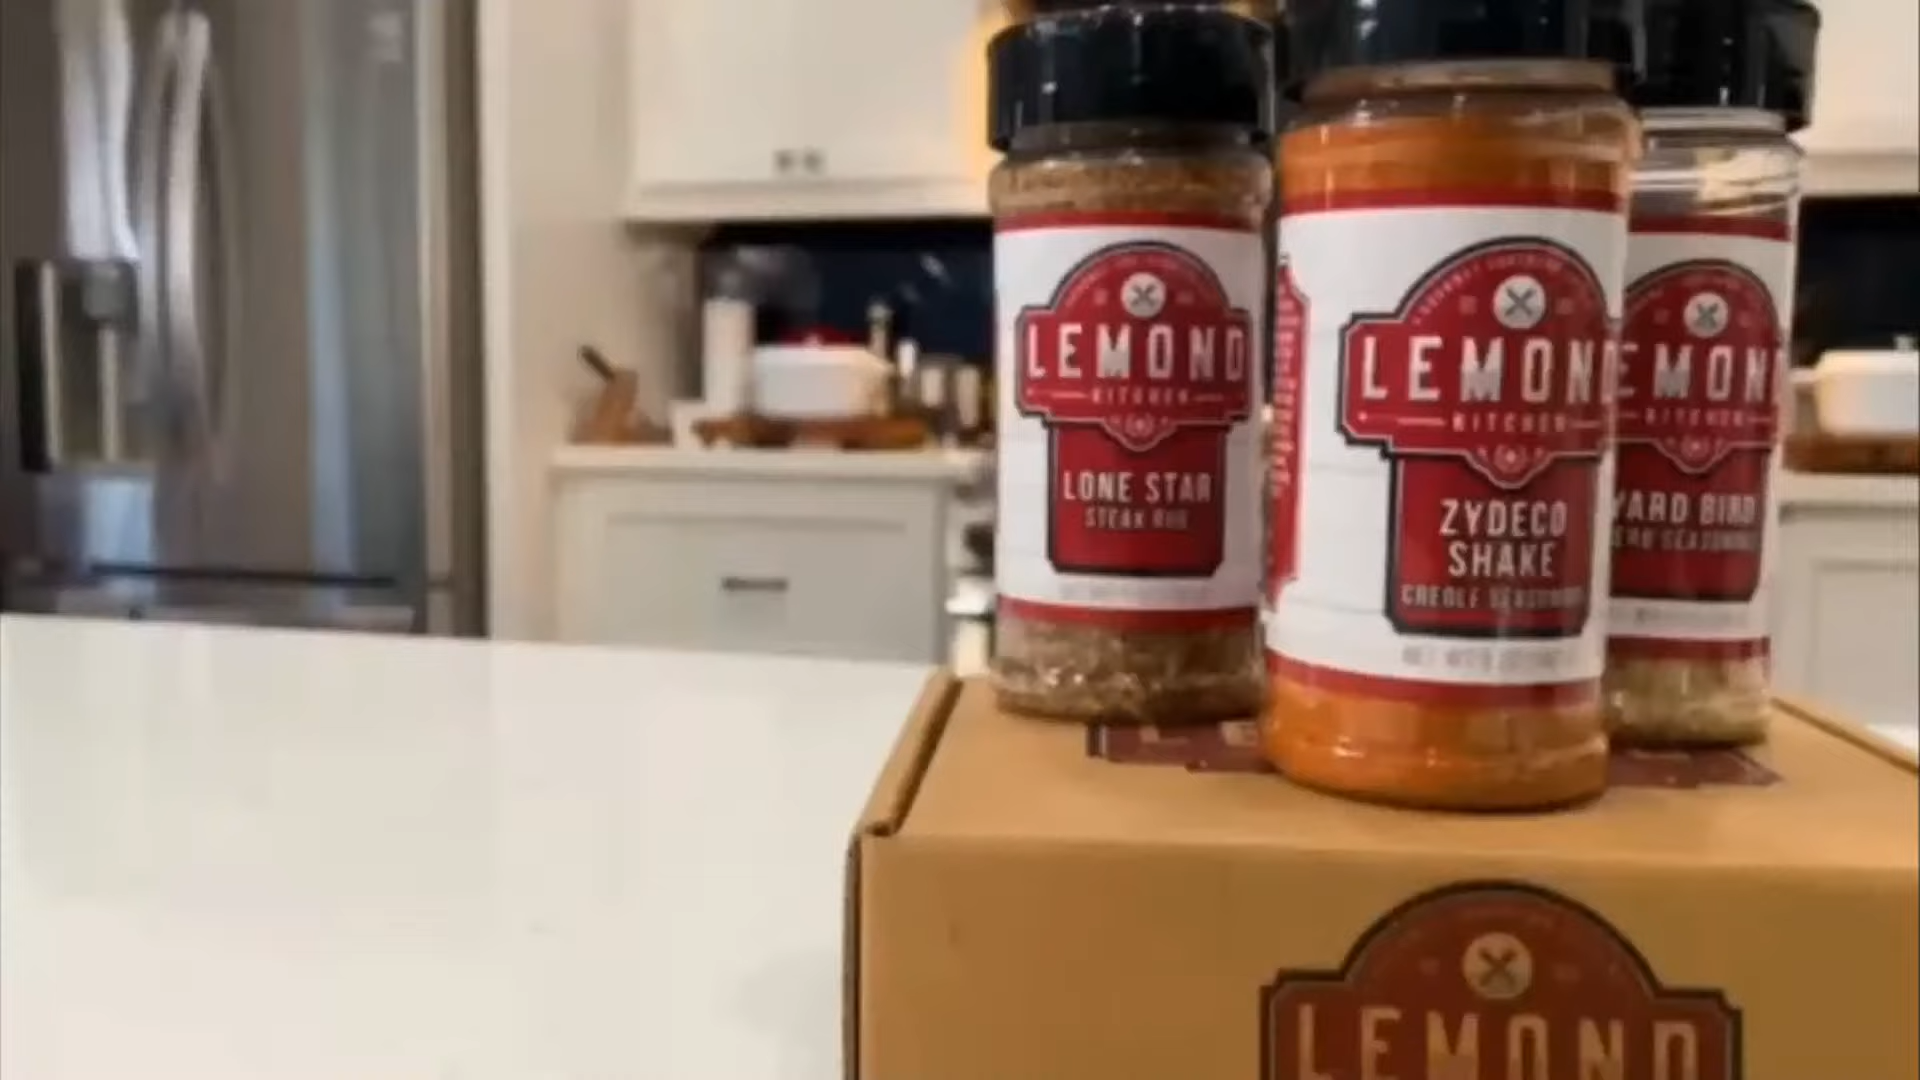 LEMOND
KITCHEN
LONE STAR
STEAK RUB
LEMOND
KITCHEN
ZYDECO
SHAKE
CREOLE SEASONING
EMOND
KITCHEN
YARD BIRD
LEMOND